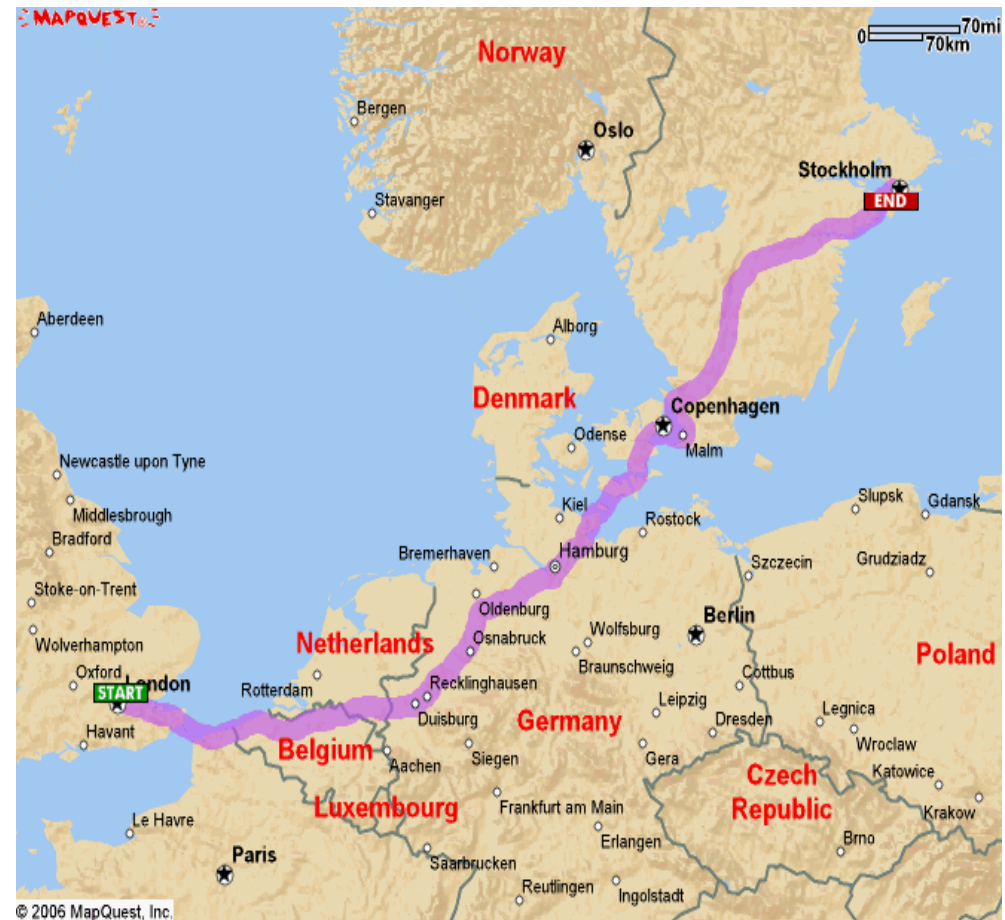 MAPQUEST
70mi
0
70km
Norway
Bergen
Oslo
Stockholm
END
Stavanger
Aberdeen
Alborg
Denmark
Copenhagen
Odense
Malm
Newcastle upon Tyne
Middlesbrough
Bradford
Kiel
Rostock
Slupsk
Gdansk
Bremerhaven
Hamburg
Szczecin
Grudziadz
Stoke-on-Trent
Oldenburg
Berlin
Wolverhampton
Netherlands
Osnabruck
Wolfsburg
Braunschweig
Poland
Oxford
START
London
Rotterdam
Recklinghausen
Cottbus
Duisburg
Leipzig
Legnica
Havant
Belgium
Germany
Dresden
Wroclaw
Aachen
Siegen
Gera
Czech
Republic
Katowice
Luxembourg
Frankfurt am Main
Krakow
Le Havre
Erlangen
Brno
Paris
Saarbrucken
Reutlingen
Ingolstadt
© 2006 MapQuest, Inc.